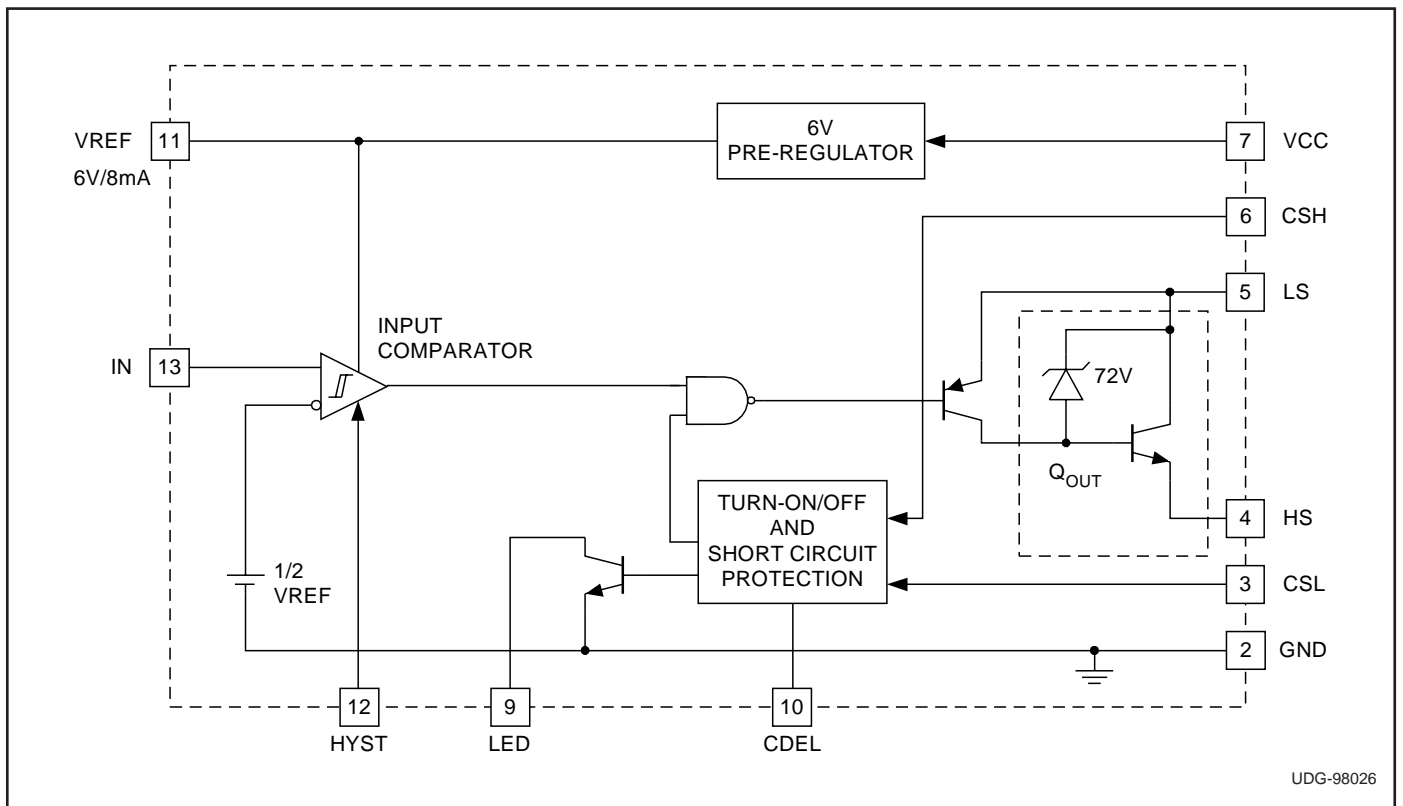 6V
PRE-REGULATOR
VREF
11
6V/8mA
7
VCC
6
CSH
5
LS
INPUT
COMPARATOR
IN
13
72V
QOUT
4
HS
TURN-ON/OFF
AND
SHORT CIRCUIT
PROTECTION
1/2
VREF
3
CSL
2
GND
12
HYST
9
LED
10
CDEL
UDG-98026